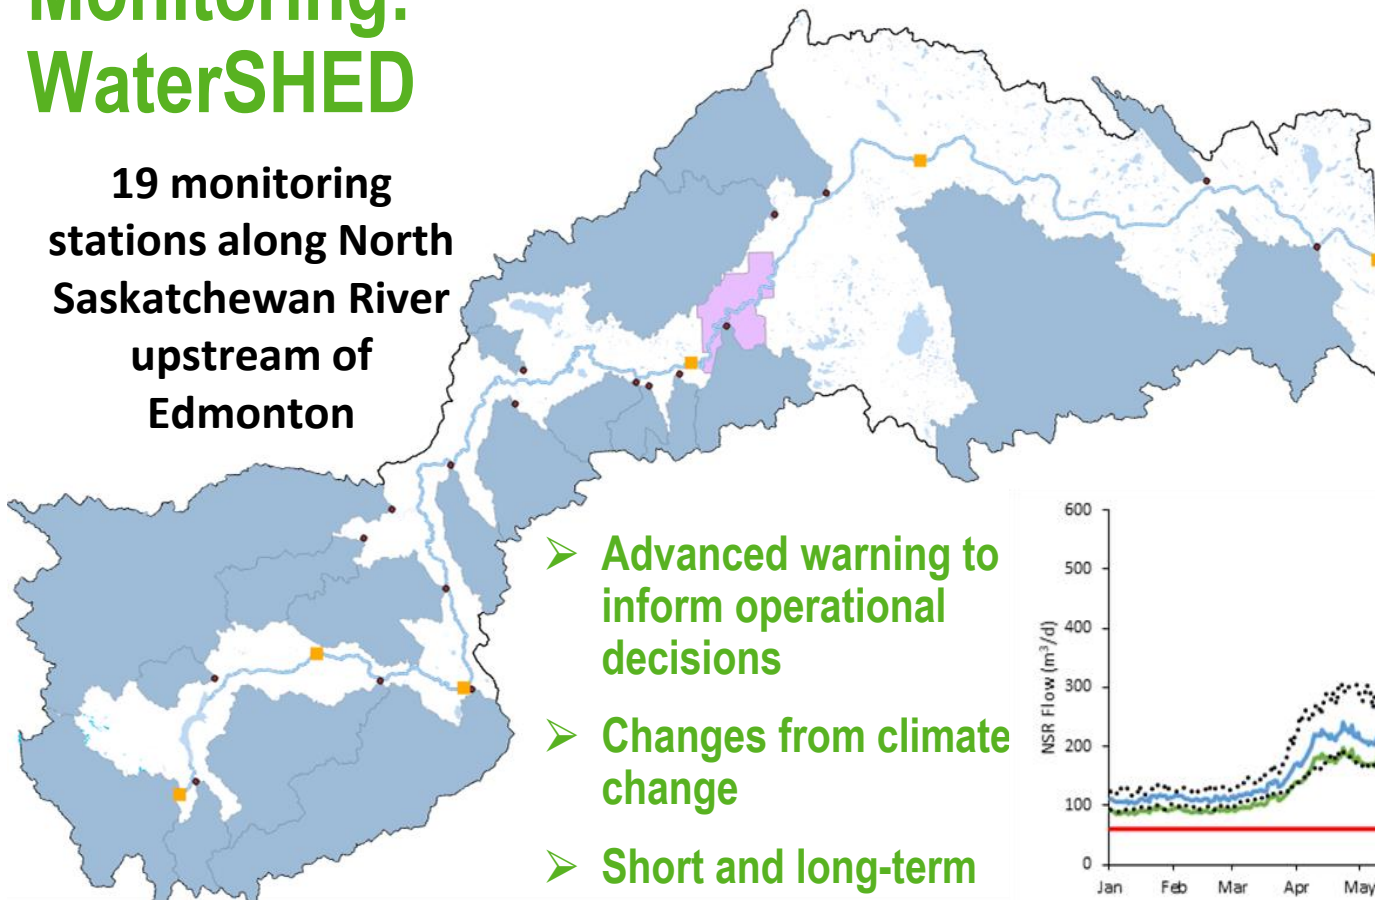 Monitoring:
WaterSHED
19 monitoring
stations along North
Saskatchewan River
upstream of
Edmonton
➢ Advanced warning to
inform operational
decisions
➢ Changes from climate
change
➢ Short and long-term
NSR Flow (m³/d)
600
500
400
300
200
100
0
Jan Feb Mar Apr May